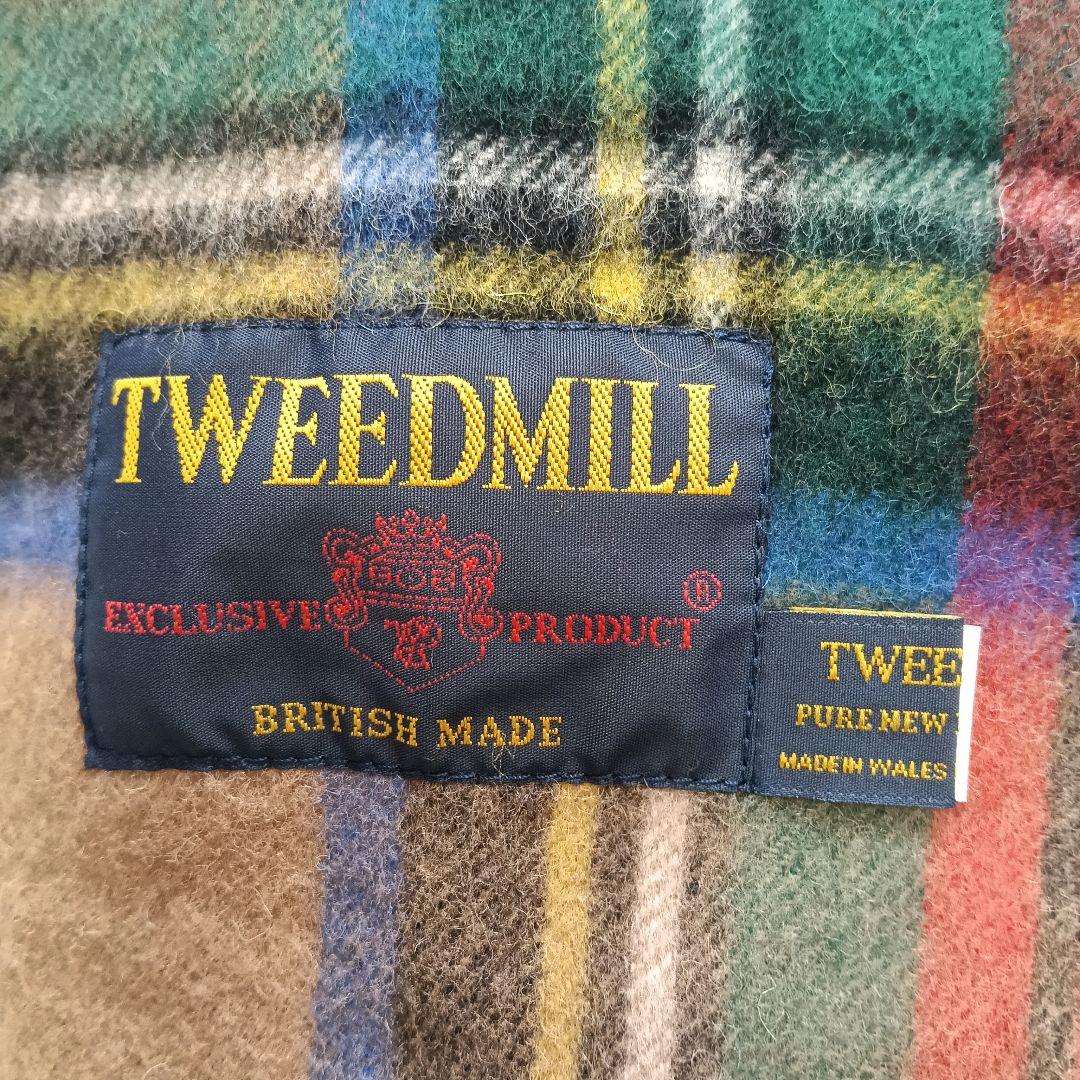 TWEEDMILL
EXCLUSIVE PRODUCT ®
BRITISH MADE
TWEE
PURE NEW
MADE IN WALES